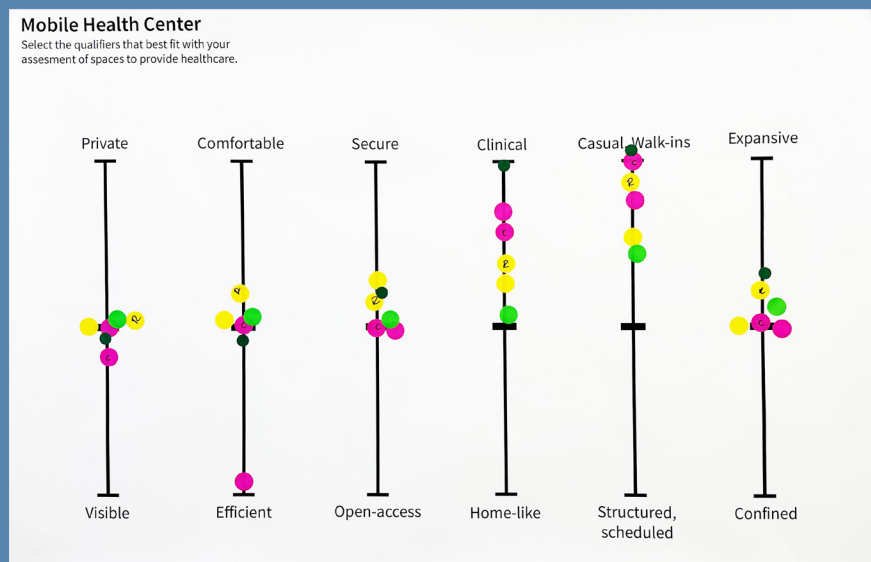 Mobile Health Center
Select the qualifiers that best fit with your
assesment of spaces to provide healthcare.
Private
Comfortable
Secure
Clinical
Casual, Walk-ins
Expansive
R
R
R
R
R
R
C
C
C
C
C
C
Visible
Efficient
Open-access
Home-like
Structured,
scheduled
Confined